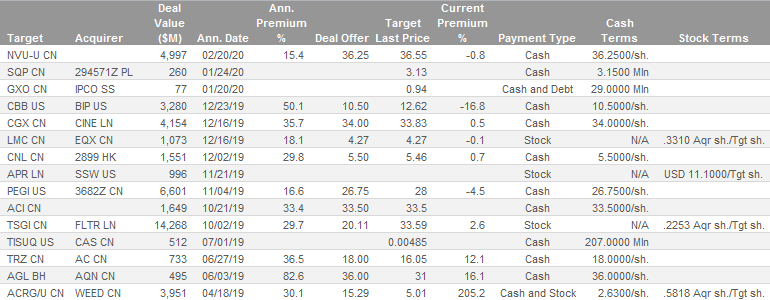 Deal Ann. Current
Value Premium Target Premium Cash
Target Acquirer ($M) Ann. Date % Deal Offer Last Price % Payment Type Terms Stock Terms
NVU-U CN 4,997 02/20/20 15.4 36.25 36.55 -0.8 Cash 36.2500/sh.
SQP CN 294571Z PL 260 01/24/20 3.13 Cash 3.1500 Mln
GXO CN IPCO SS 77 01/20/20 0.94 Cash and Debt 29.0000 Mln
CBB US BIP US 3,280 12/23/19 50.1 10.50 12.62 -16.8 Cash 10.5000/sh.
CGX CN CINE LN 4,154 12/16/19 35.7 34.00 33.83 0.5 Cash 34.0000/sh.
LMC CN EQX CN 1,073 12/16/19 18.1 4.27 4.27 -0.1 Stock N/A .3310 Aqr sh./Tgt sh.
CNL CN 2899 HK 1,551 12/02/19 29.8 5.50 5.46 0.7 Cash 5.5000/sh.
APR LN SSW US 996 11/21/19 Stock N/A USD 11.1000/Tgt sh.
PEGI US 3682Z CN 6,601 11/04/19 16.6 26.75 28 -4.5 Cash 26.7500/sh.
ACI CN 1,649 10/21/19 33.4 33.50 33.5 Cash 33.5000/sh.
TSGI CN FLTR LN 14,268 10/02/19 29.7 20.11 33.59 2.6 Stock N/A .2253 Aqr sh./Tgt sh.
TISUQ US CAS CN 512 07/01/19 0.00485 Cash 207.0000 Mln
TRZ CN AC CN 733 06/27/19 36.5 18.00 16.05 12.1 Cash 18.0000/sh.
AGL BH AQN CN 495 06/03/19 82.6 36.00 31 16.1 Cash 36.0000/sh.
ACRG/U CN WEED CN 3,951 04/18/19 30.1 15.29 5.01 205.2 Cash and Stock 2.6300/sh. .5818 Aqr sh./Tgt sh.